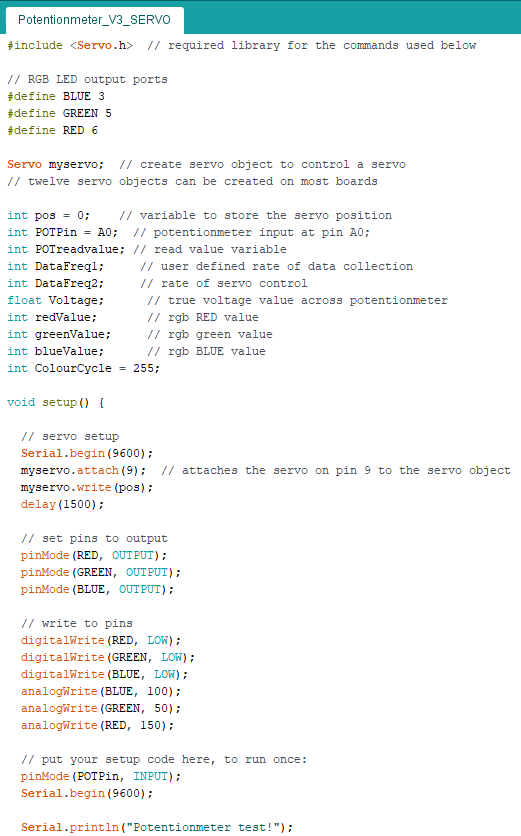 Potentionmeter_V3_SERVO
#include <Servo.h>  // required library for the commands used below
// RGB LED output ports
#define BLUE 3
#define GREEN 5
#define RED 6
Servo myservo;  // create servo object to control a servo
// twelve servo objects can be created on most boards
int pos = 0;    // variable to store the servo position
int POTPin = A0;  // potentionmeter input at pin A0;
int POTreadvalue; // read value variable
int DataFreq1;     // user defined rate of data collection
int DataFreq2;     // rate of servo control
float Voltage;      // true voltage value across potentionmeter
int redValue;       // rgb RED value
int greenValue;     // rgb green value
int blueValue;      // rgb BLUE value
int ColourCycle = 255;
void setup() {
  // servo setup
  Serial.begin(9600);
  myservo.attach(9);  // attaches the servo on pin 9 to the servo object
  myservo.write(pos);
  delay(1500);
  // set pins to output
  pinMode(RED, OUTPUT);
  pinMode(GREEN, OUTPUT);
  pinMode(BLUE, OUTPUT);
  // write to pins
  digitalWrite(RED, LOW);
  digitalWrite(GREEN, LOW);
  digitalWrite(BLUE, LOW);
  analogWrite(BLUE, 100);
  analogWrite(GREEN, 50);
  analogWrite(RED, 150);
  // put your setup code here, to run once:
  pinMode(POTPin, INPUT);
  Serial.begin(9600);
  Serial.println("Potentionmeter test!");